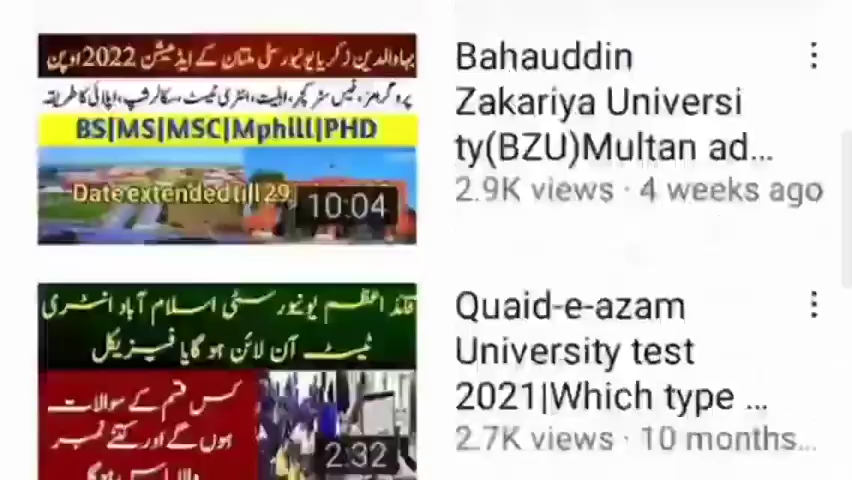 بہاؤالدین زکریا یونیورسٹی ملتان کے ایڈمیشن 2022 اوپن
پروگرامز، فیس سٹرکچر، اہلیت، انٹری ٹیسٹ، سکالرشپ، اپلائی کا طریقہ
BS|MS|MSC|Mphill|PHD
Date extended till 29
10:04
Bahauddin
Zakariya Universi
ty(BZU)Multan ad...
2.9K views · 4 weeks ago
قائد اعظم یونیورسٹی اسلام آباد انٹری
ٹیسٹ آن لائن ہو گا یا فیزیکل
کس قسم کے سوالات
ہوں گے اور کتنے نمبر
2:32
Quaid-e-azam
University test
2021|Which type ...
2.7K views · 10 months...